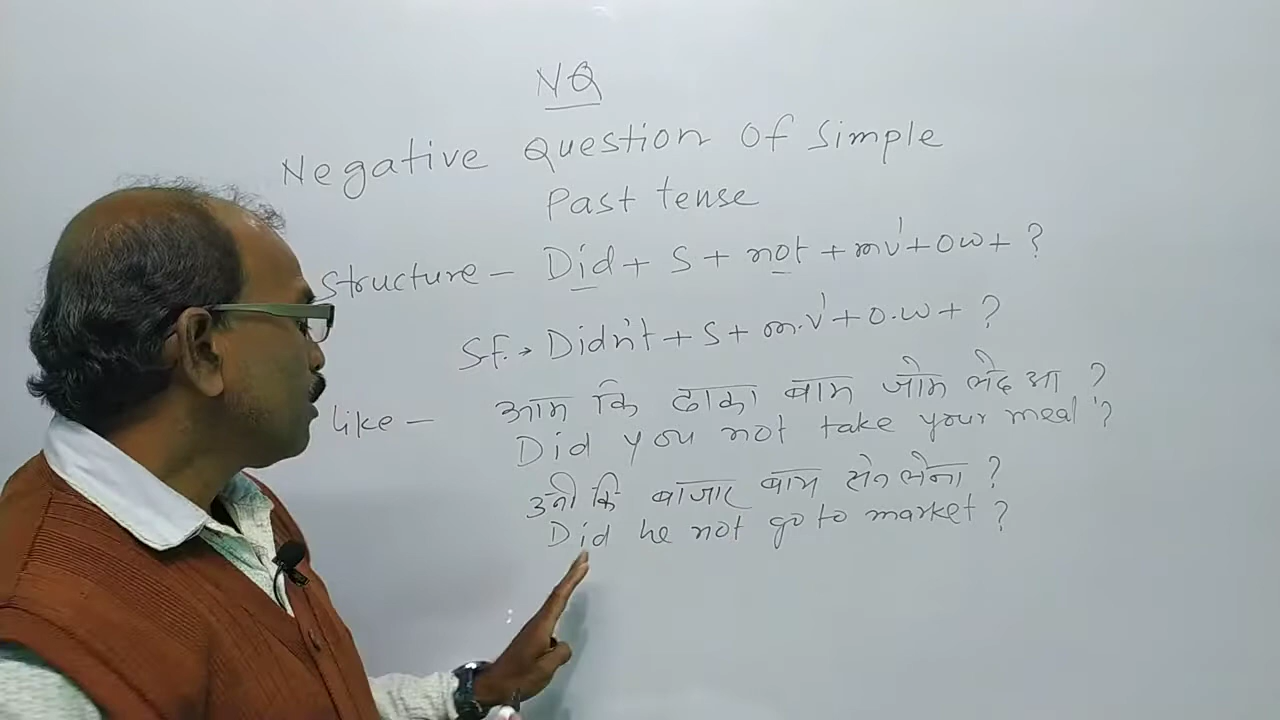 NQ
Negative Question Of Simple
Past tense
Structure - Did + S + not + mv¹ + ow + ?
S.f. → Didn't + S + m.v¹ + o.w + ?
like - आम कि ढाका बाम जोम लेद आ ?
Did you not take your meal ?
उनी कि बाजार बाम सेन लेना ?
Did he not go to market ?